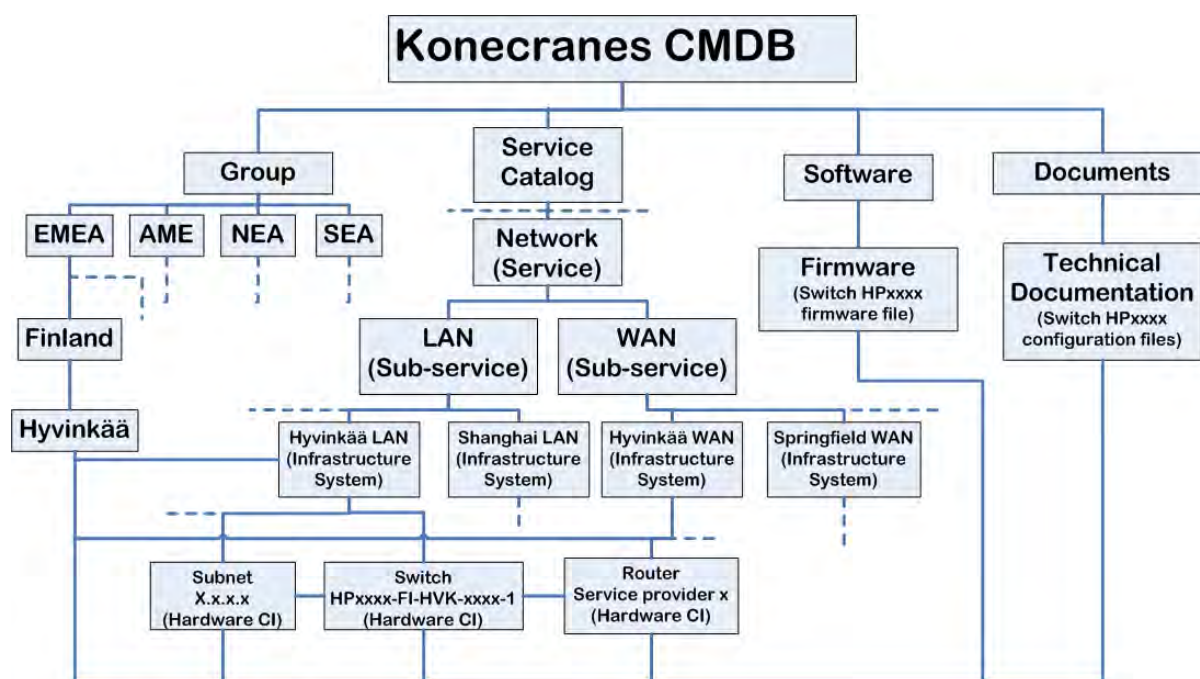 Konecranes CMDB
Group
Service
Catalog
Software
Documents
EMEA
AME
NEA
SEA
Network
(Service)
Firmware
(Switch HPxxxx
firmware file)
Technical
Documentation
(Switch HPxxxx
configuration files)
Finland
LAN
(Sub-service)
WAN
(Sub-service)
Hyvinkää
Hyvinkää LAN
(Infrastructure
System)
Shanghai LAN
(Infrastructure
System)
Hyvinkää WAN
(Infrastructure
System)
Springfield WAN
(Infrastructure
System)
Subnet
X.x.x.x
(Hardware CI)
Switch
HPxxxx-FI-HVK-xxxx-1
(Hardware CI)
Router
Service provider x
(Hardware CI)